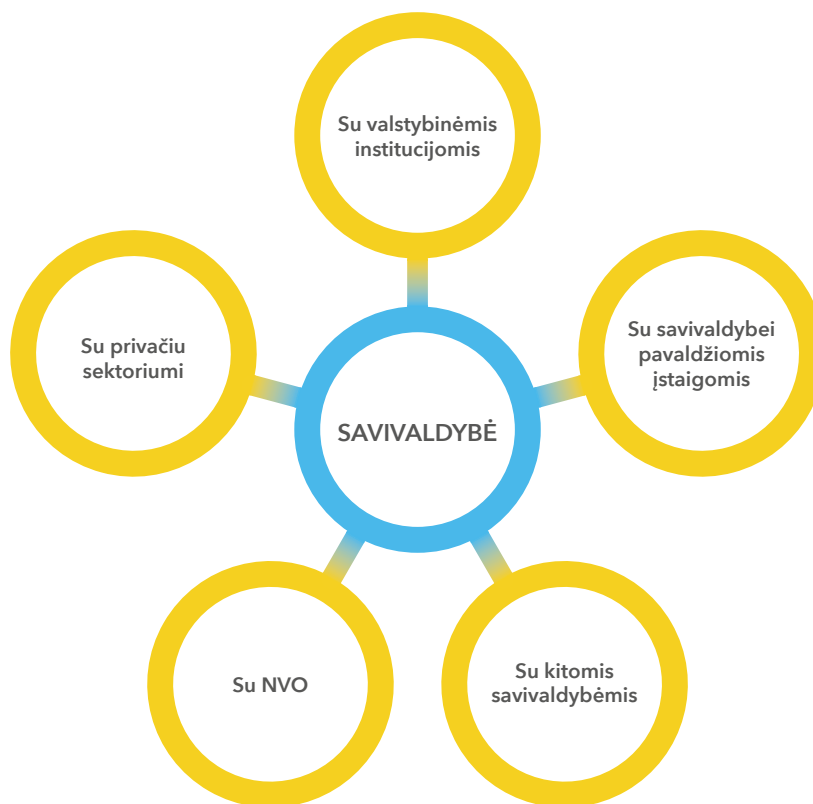 Su valstybinėmis
institucijomis
Su privačiu
sektoriumi
Su savivaldybei
pavaldžiomis
įstaigomis
SAVIVALDYBĖ
Su NVO
Su kitomis
savivaldybėmis